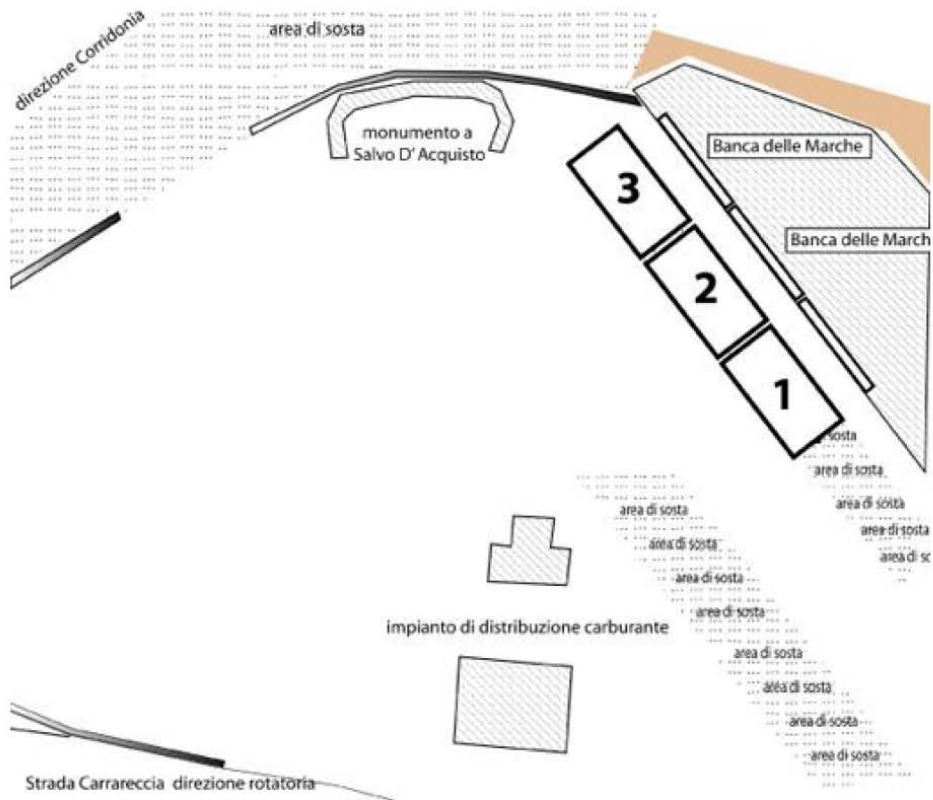 direzione Corridonia
area di sosta
monumento a
Salvo D' Acquisto
Banca delle Marche
Banca delle March
3
2
1
sosta
area di sosta
area di sosta
area di sosta
area di sc
area di sosta
area di sosta
area di sosta
area di sosta
area di sosta
area di sosta
area di sosta
area di sosta
impianto di distribuzione carburante
Strada Carrareccia direzione rotatoria